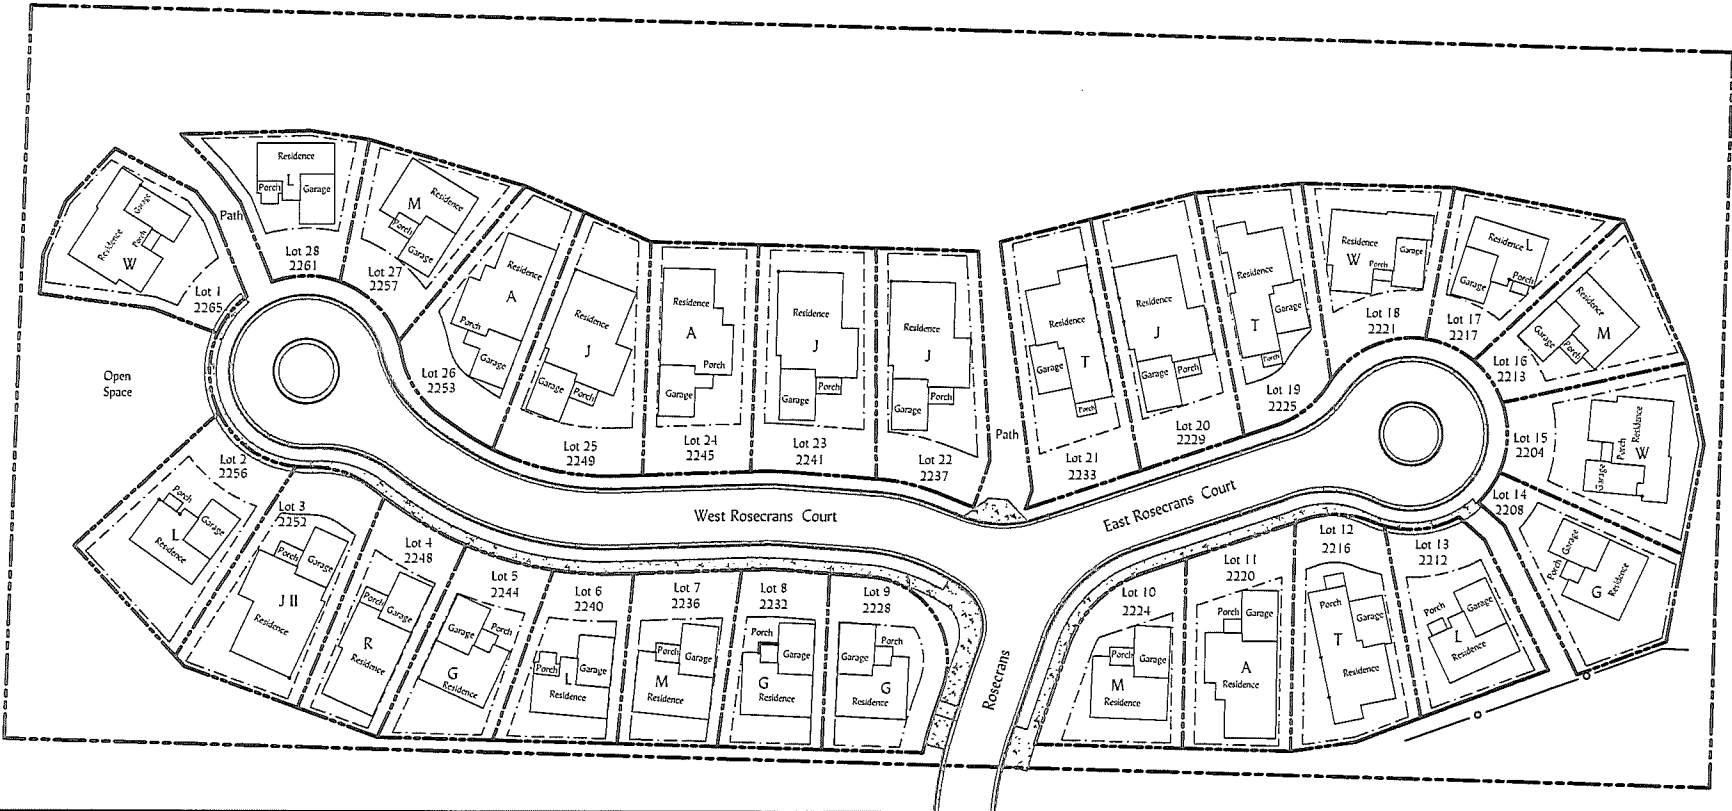 Residence
Porch
L
Garage
Lot 28
2261
Path
Garage
Residence
Porch
W
Lot 1
2265
M
Residence
Porch
Garage
Lot 27
2257
Residence
A
Porch
Garage
Lot 26
2253
Residence
J
Garage
Porch
Lot 25
2249
Residence
A
Porch
Garage
Lot 24
2245
Residence
J
Porch
Garage
Lot 23
2241
Residence
J
Porch
Garage
Lot 22
2237
Path
Residence
Garage
T
Porch
Lot 21
2233
Residence
J
Garage
Porch
Lot 20
2229
Residence
T
Garage
Porch
Lot 19
2225
Residence
W
Garage
Porch
Lot 18
2221
Residence
L
Garage
Porch
Lot 17
2217
Residence
M
Garage
Porch
Lot 16
2213
Residence
Porch
W
Garage
Lot 15
2204
Lot 14
2208
Garage
Porch
Residence
G
Open
Space
West Rosecrans Court
East Rosecrans Court
Rosecrans
Lot 2
2256
Porch
Garage
L
Residence
Lot 3
2252
Porch
Garage
J II
Residence
Lot 4
2248
Porch
Garage
R
Residence
Lot 5
2244
Garage
Porch
G
Residence
Lot 6
2240
Garage
Porch
L
Residence
Lot 7
2236
Porch
Garage
M
Residence
Lot 8
2232
Porch
Garage
G
Residence
Lot 9
2228
Porch
Garage
G
Residence
Lot 10
2224
Porch
Garage
M
Residence
Lot 11
2220
Porch
Garage
A
Residence
Lot 12
2216
Porch
Garage
T
Residence
Lot 13
2212
Porch
Garage
L
Residence